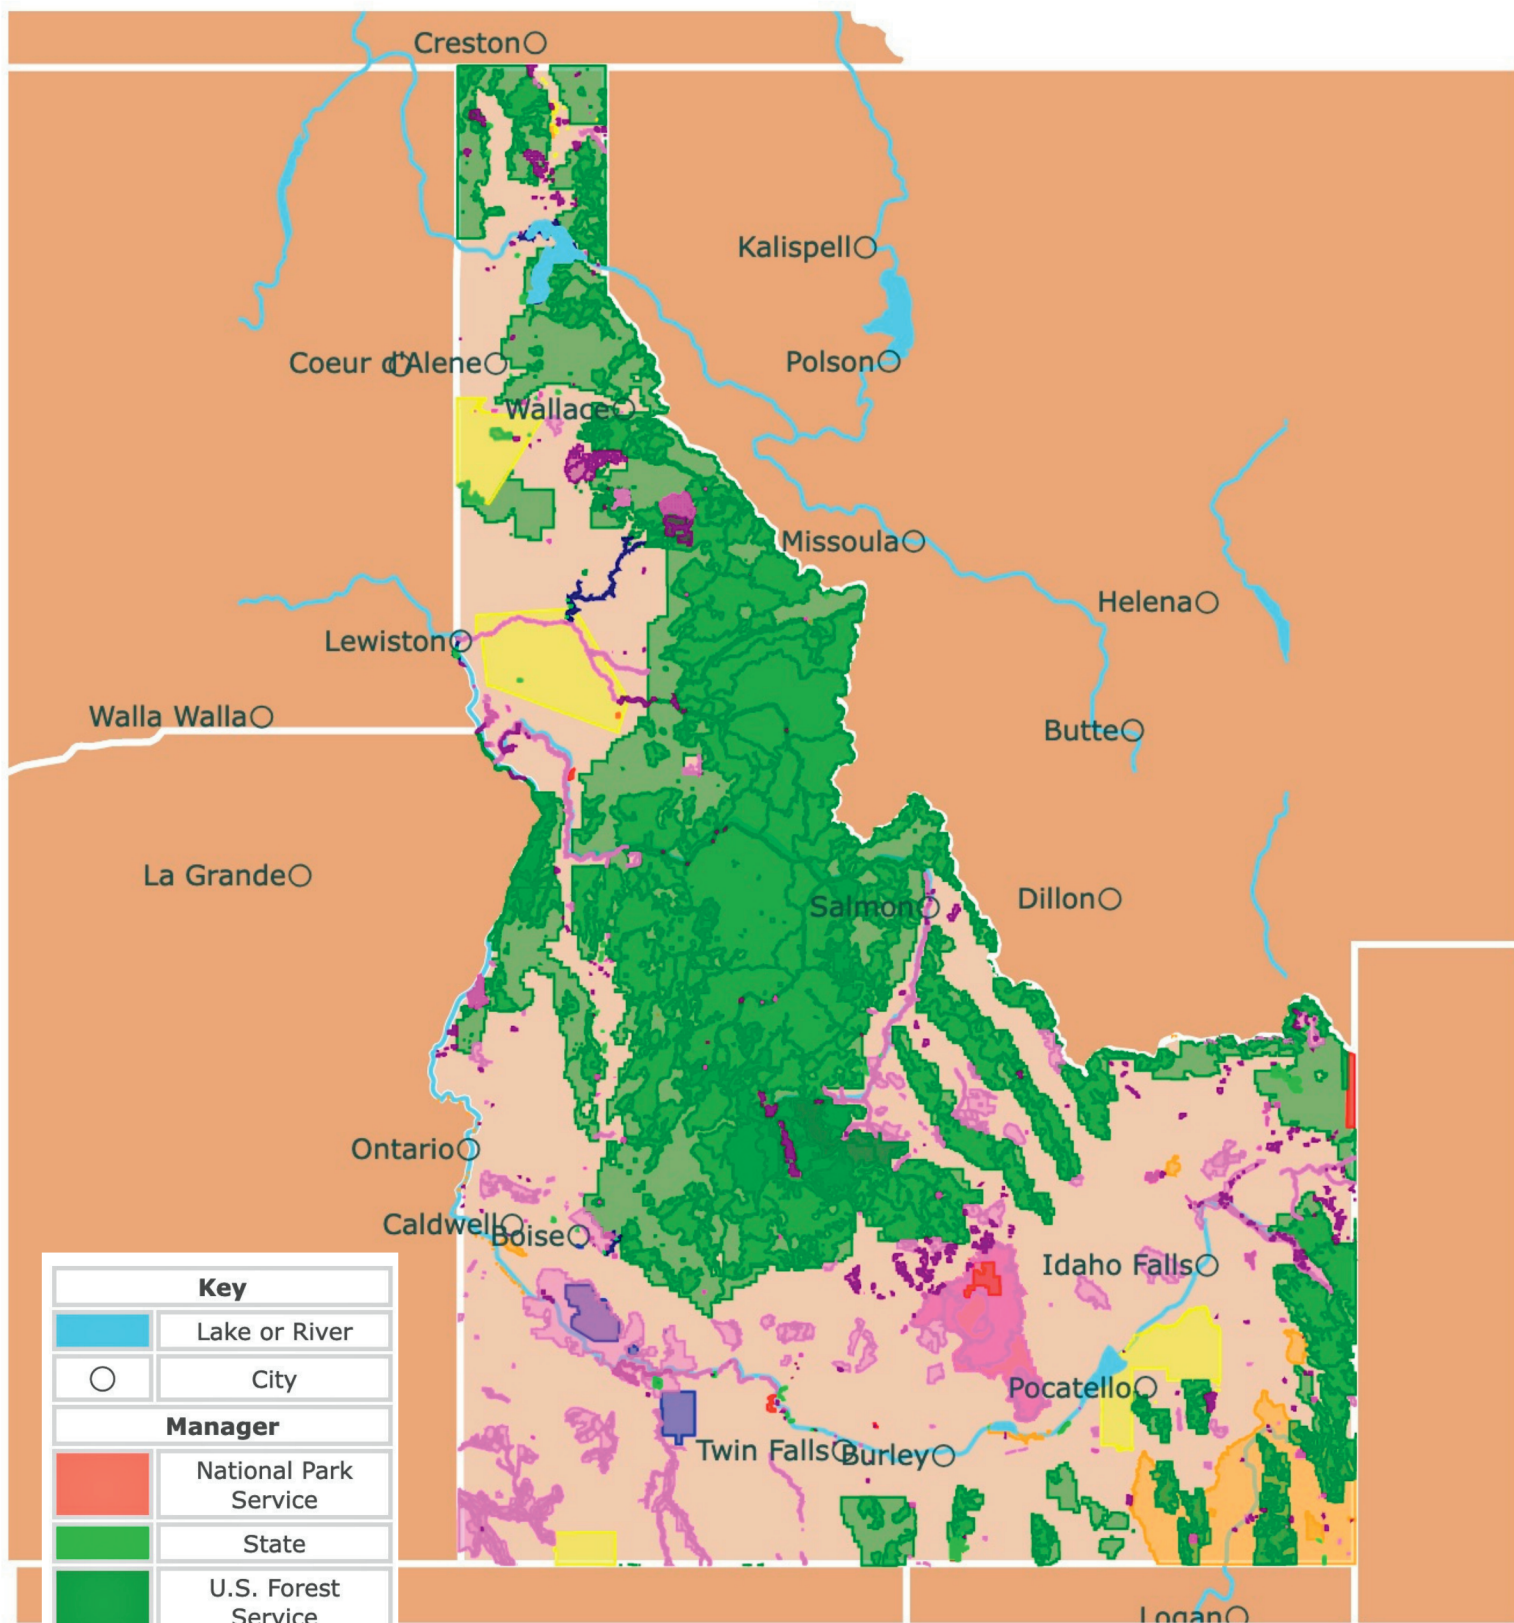 Creston
Kalispell
Coeur d'Alene
Polson
Wallace
Missoula
Helena
Lewiston
Walla Walla
Butte
La Grande
Dillon
Salmon
Ontario
Caldwell
Boise
Idaho Falls
Pocatello
Twin Falls
Burley
Logan
Key
Lake or River
City
Manager
National Park
Service
State
U.S. Forest
Service